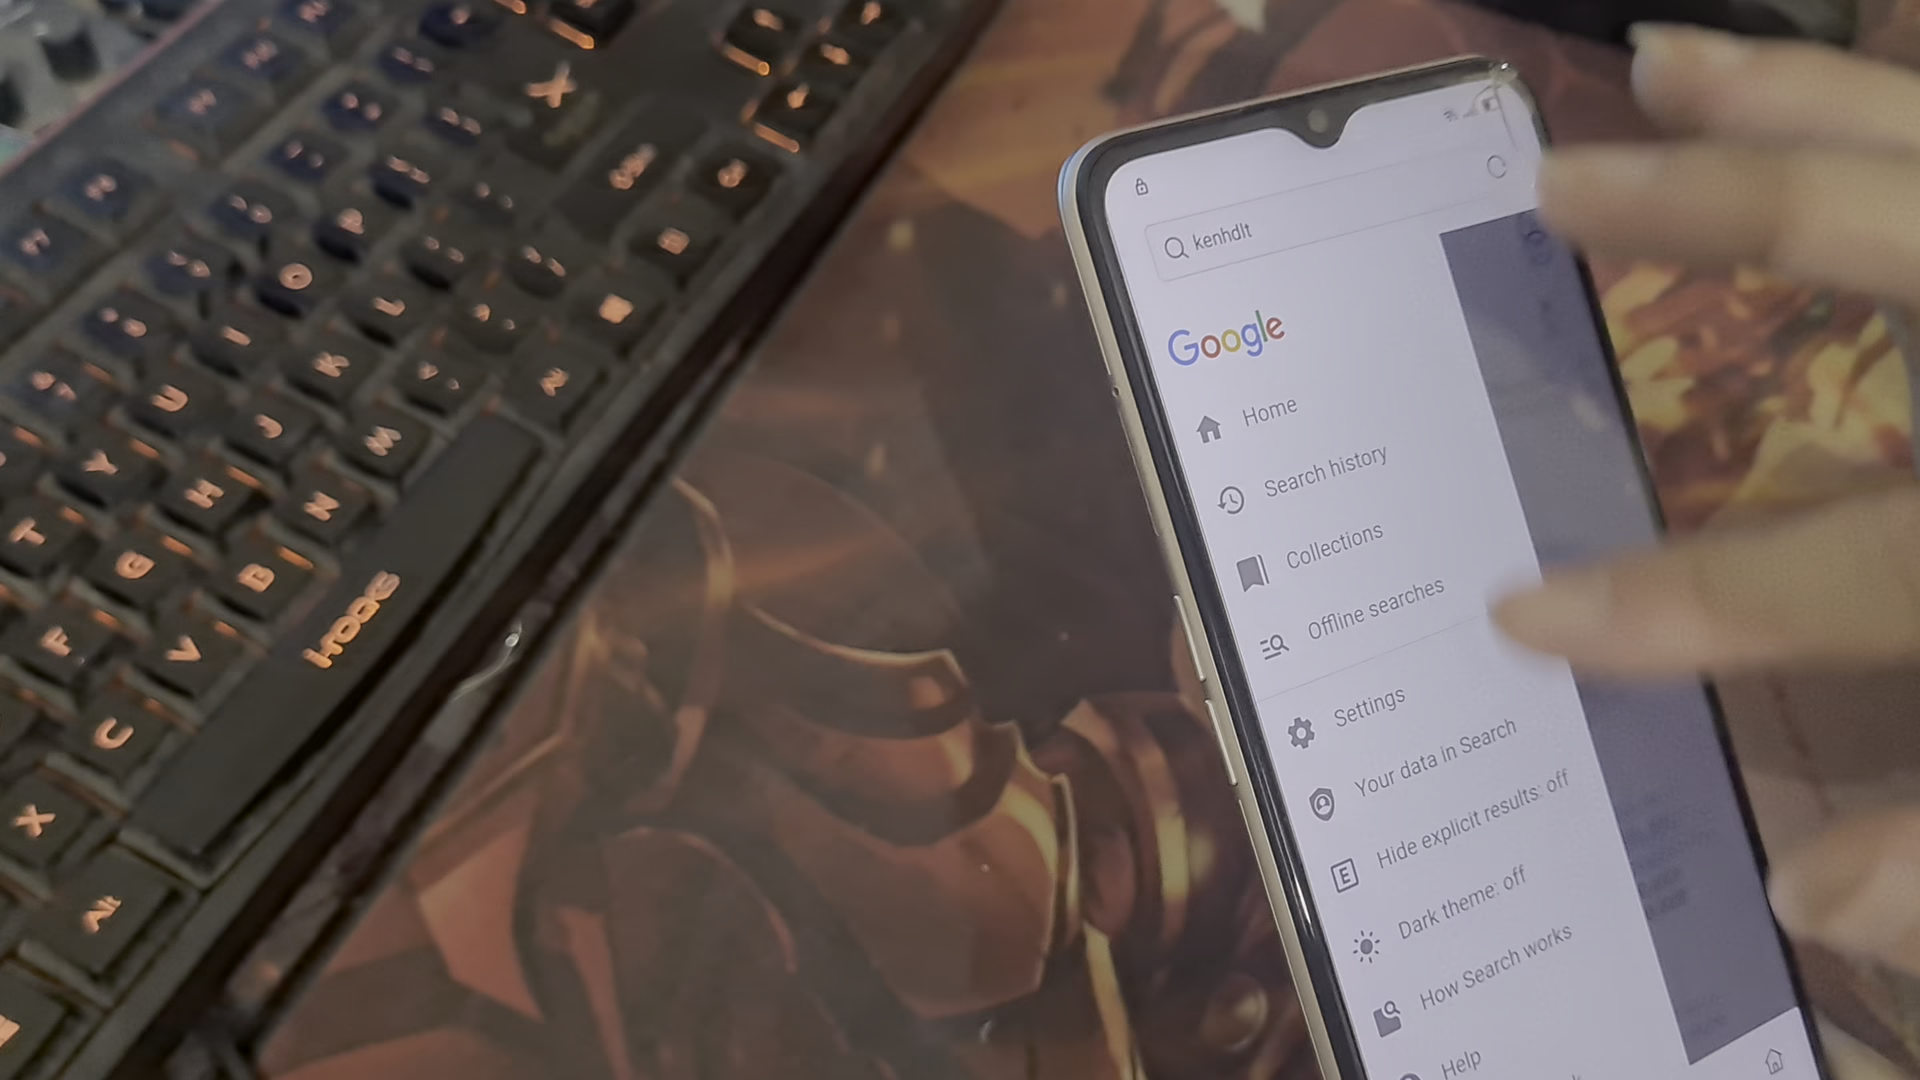 kenhdlt
Google
Home
Search history
Collections
Offline searches
Settings
Your data in Search
Hide explicit results: off
Dark theme: off
How Search works
Help
O
L
K
U
J
M
Y
H
N
T
G
B
F
V
C
X
Alt